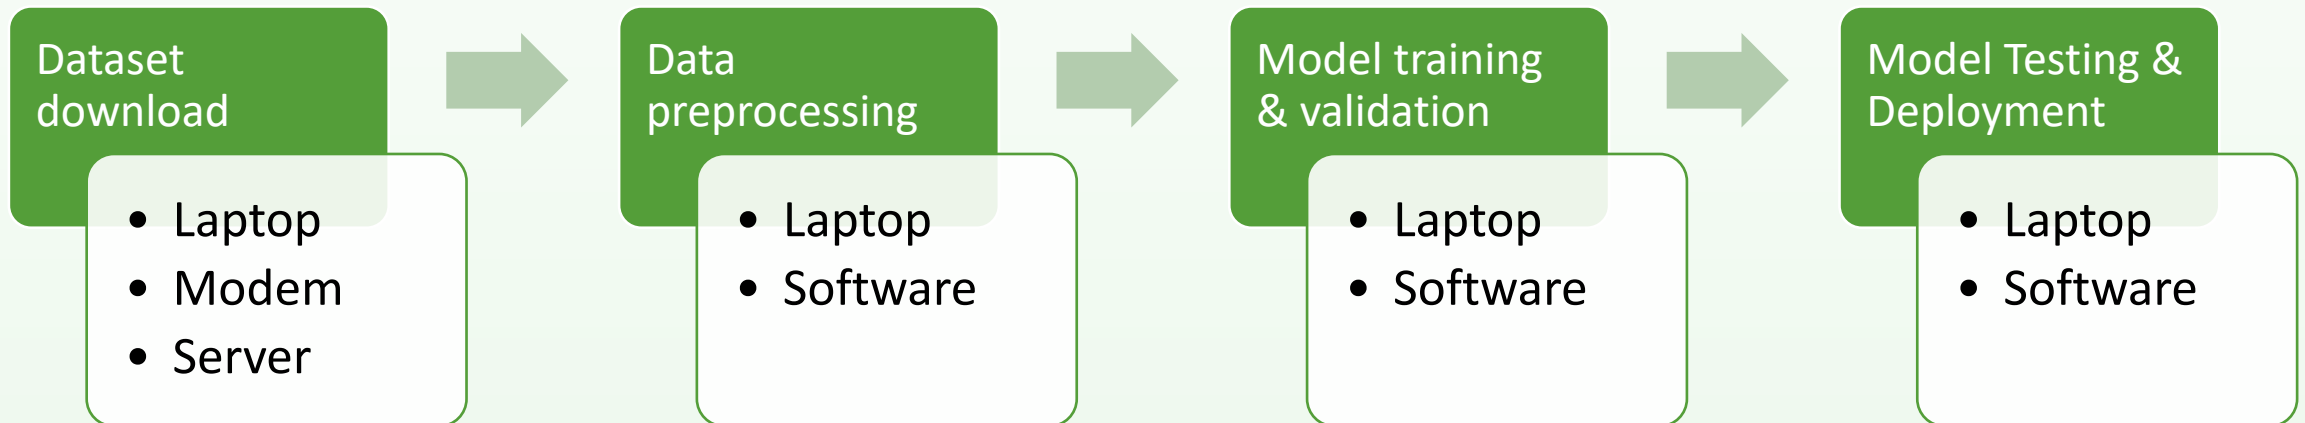 Dataset
download
• Laptop
• Modem
• Server
Data
preprocessing
• Laptop
• Software
Model training
& validation
• Laptop
• Software
Model Testing &
Deployment
• Laptop
• Software